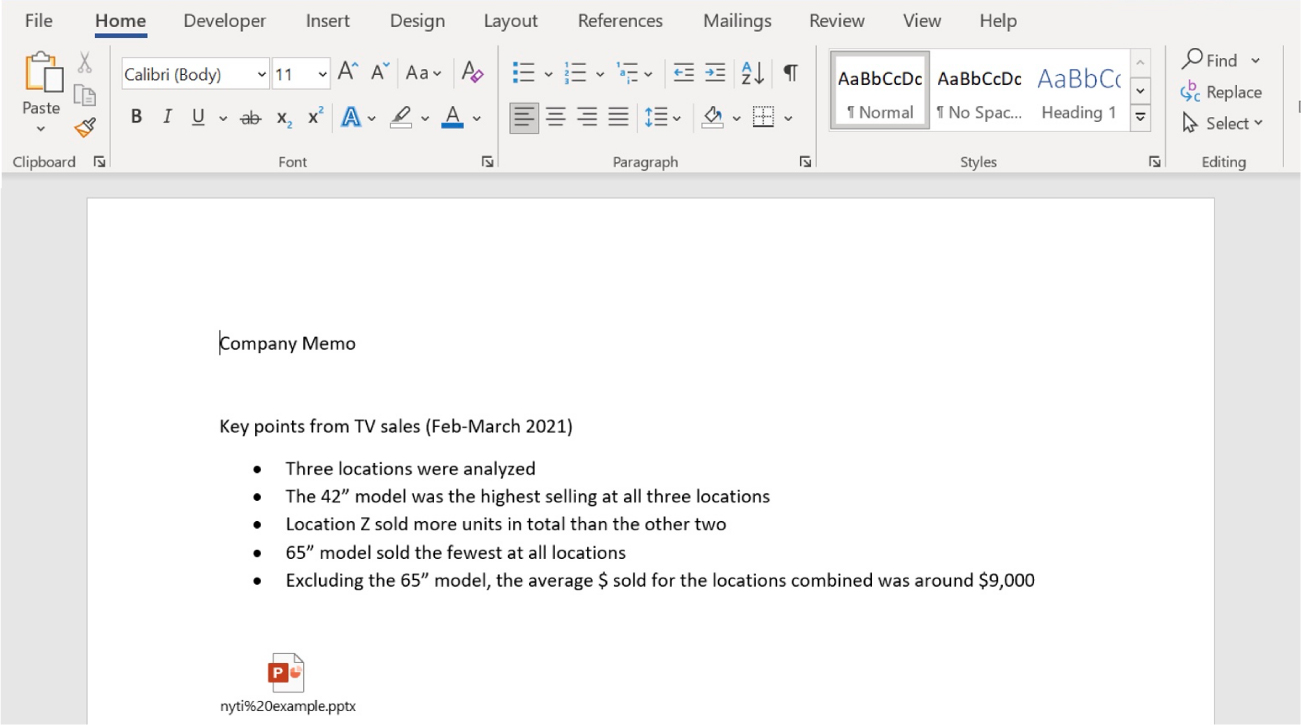 File Home Developer Insert Design Layout References Mailings Review View Help
Calibri (Body) 11 Aa AaBbCcDc AaBbCcDc AaBbCc Find
Paste Replace
B I U ab x2 x2 A A ¶ Normal ¶ No Spac... Heading 1 Select
Clipboard Font Paragraph Styles Editing
Company Memo
Key points from TV sales (Feb-March 2021)
• Three locations were analyzed
• The 42” model was the highest selling at all three locations
• Location Z sold more units in total than the other two
• 65” model sold the fewest at all locations
• Excluding the 65” model, the average $ sold for the locations combined was around $9,000
P
nyti%20example.pptx